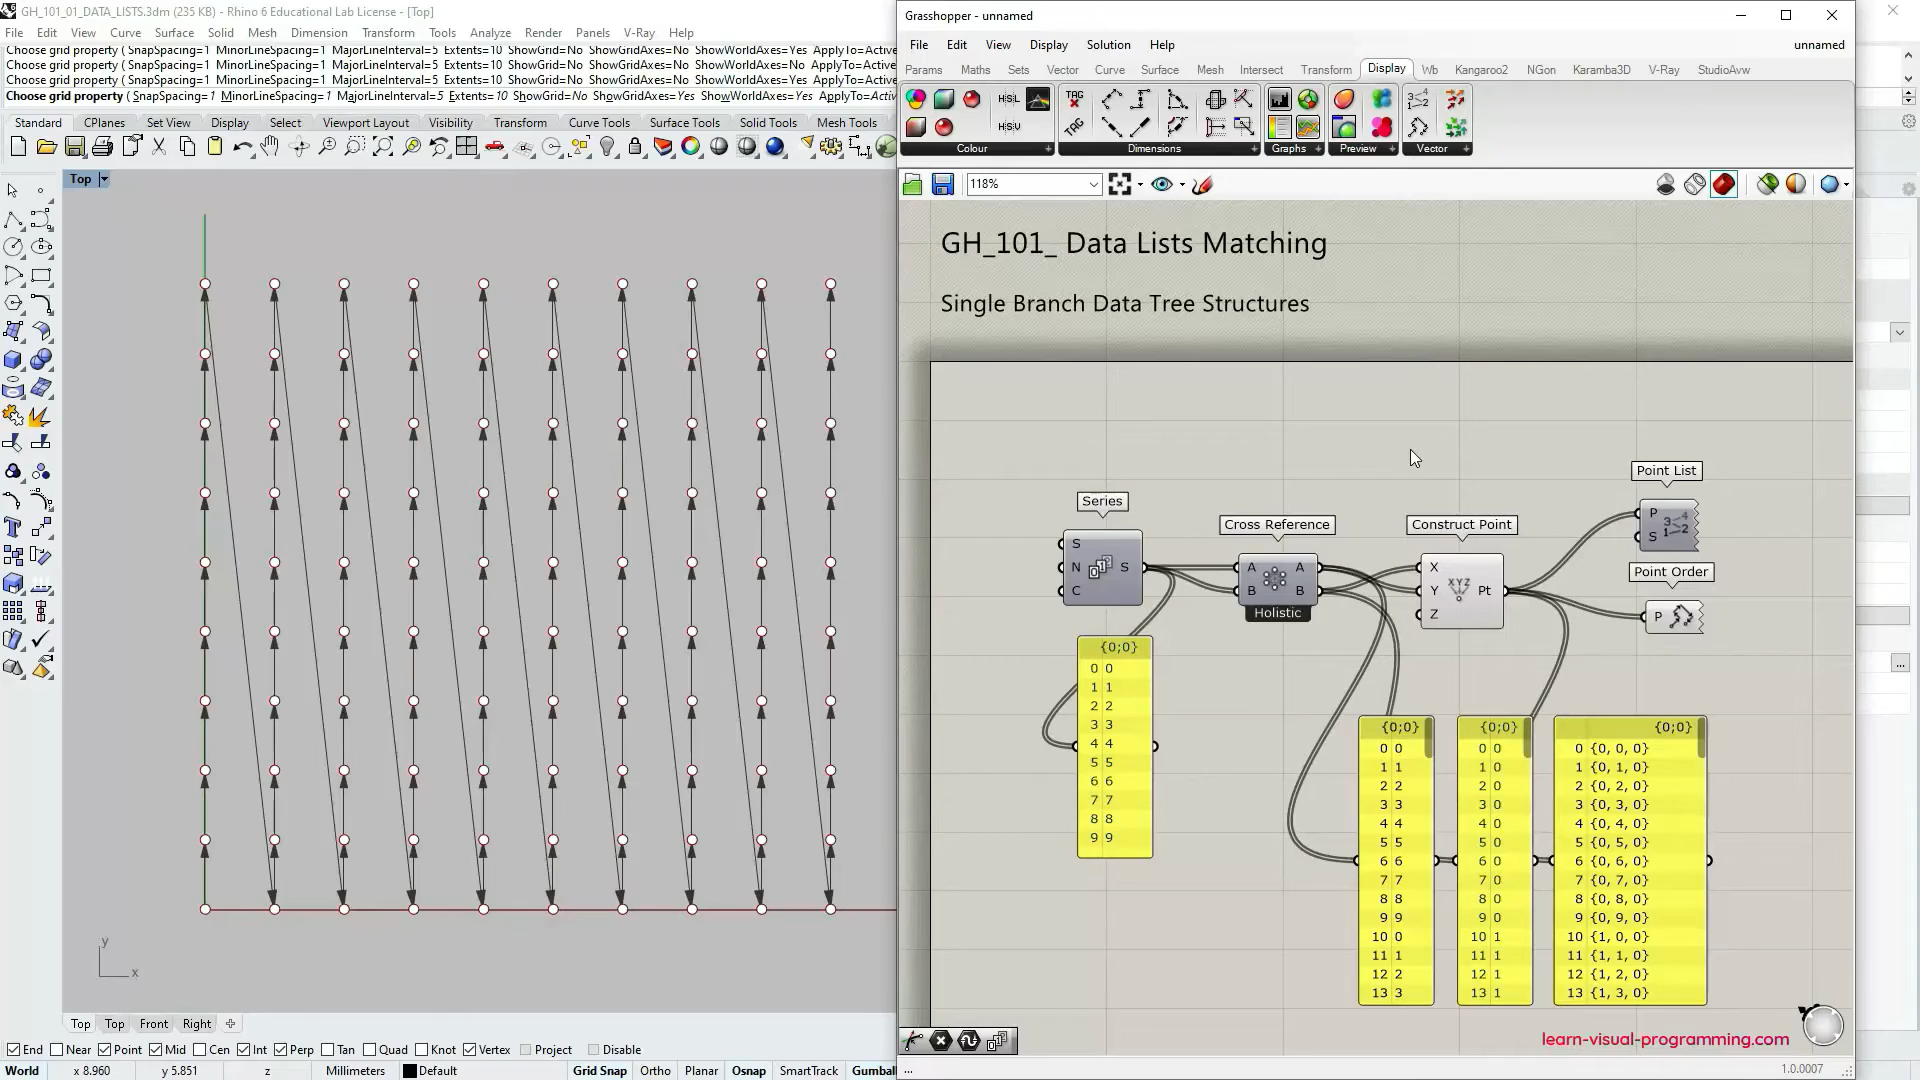 GH_101_01_DATA_LISTS.3dm (235 KB) - Rhino 6 Educational Lab License - [Top]
File Edit View Curve Surface Solid Mesh Dimension Transform Tools Analyze Render Panels V-Ray Help
Choose grid property ( SnapSpacing=1 MinorLineSpacing=1 MajorLineInterval=5 Extents=10 ShowGrid=No ShowGridAxes=No ShowWorldAxes=Yes ApplyTo=Active
Choose grid property ( SnapSpacing=1 MinorLineSpacing=1 MajorLineInterval=5 Extents=10 ShowGrid=No ShowGridAxes=No ShowWorldAxes=No ApplyTo=Active
Choose grid property ( SnapSpacing=1 MinorLineSpacing=1 MajorLineInterval=5 Extents=10 ShowGrid=No ShowGridAxes=No ShowWorldAxes=Yes ApplyTo=Active
Choose grid property ( SnapSpacing=1 MinorLineSpacing=1 MajorLineInterval=5 Extents=10 ShowGrid=No ShowGridAxes=Yes ShowWorldAxes=Yes ApplyTo=Activ
Standard CPlanes Set View Display Select Viewport Layout Visibility Transform Curve Tools Surface Tools Solid Tools Mesh Tools
Top
y
x
Top Top Front Right
End Near Point Mid Cen Int Perp Tan Quad Knot Vertex Project Disable
World x 8.960 y 5.851 z Millimeters Default Grid Snap Ortho Planar Osnap SmartTrack Gumball
Grasshopper - unnamed
File Edit View Display Solution Help unnamed
Params Maths Sets Vector Curve Surface Mesh Intersect Transform Display Wb Kangaroo2 NGon Karamba3D V-Ray StudioAvw
H:S:L
H:S:V
TAG
TAG
Colour Dimensions Graphs Preview Vector
118%
GH_101_ Data Lists Matching
Single Branch Data Tree Structures
Series
S
N S
C
Cross Reference
A A
B B
Holistic
Construct Point
X
Y Pt
Z
XYZ
Point List
P
S
Point Order
P
{0;0}
0 0
1 1
2 2
3 3
4 4
5 5
6 6
7 7
8 8
9 9
{0;0}
0 0
1 1
2 2
3 3
4 4
5 5
6 6
7 7
8 8
9 9
10 0
11 1
12 2
13 3
{0;0}
0 0
1 0
2 0
3 0
4 0
5 0
6 0
7 0
8 0
9 0
10 1
11 1
12 1
13 1
{0;0}
0 {0, 0, 0}
1 {0, 1, 0}
2 {0, 2, 0}
3 {0, 3, 0}
4 {0, 4, 0}
5 {0, 5, 0}
6 {0, 6, 0}
7 {0, 7, 0}
8 {0, 8, 0}
9 {0, 9, 0}
10 {1, 0, 0}
11 {1, 1, 0}
12 {1, 2, 0}
13 {1, 3, 0}
learn-visual-programming.com
... 1.0.0007